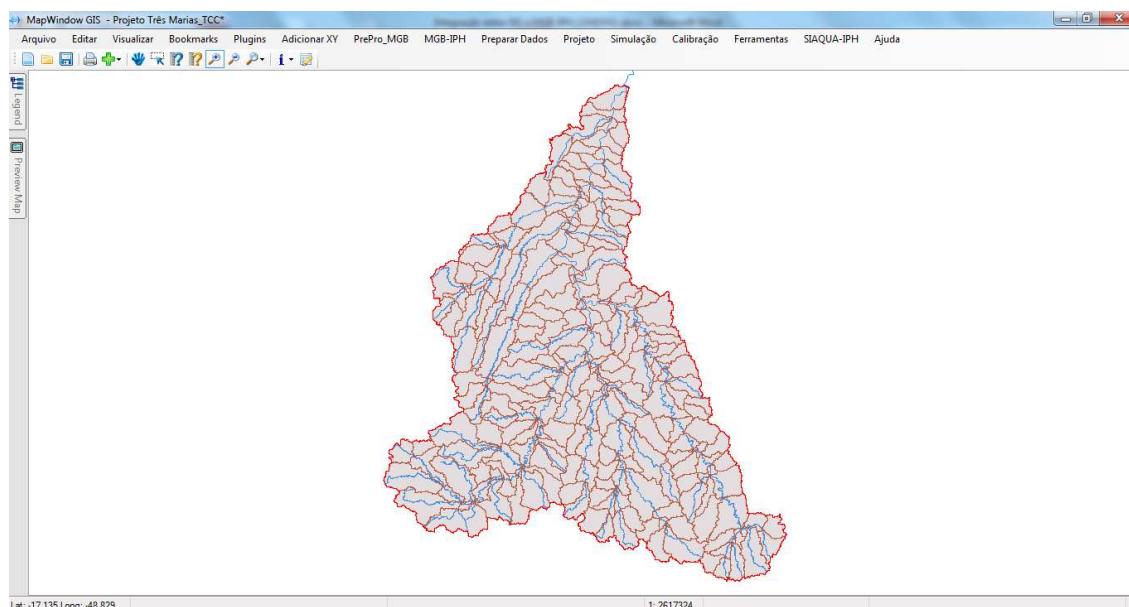 MapWindow GIS - Projeto Três Marias_TCC*
Arquivo Editar Visualizar Bookmarks Plugins Adicionar XY PrePro_MGB MGB-IPH Preparar Dados Projeto Simulação Calibração Ferramentas SIAQUA-IPH Ajuda
Legend
Preview Map
Lat: -17.135 Long: -48.829 1: 2617324